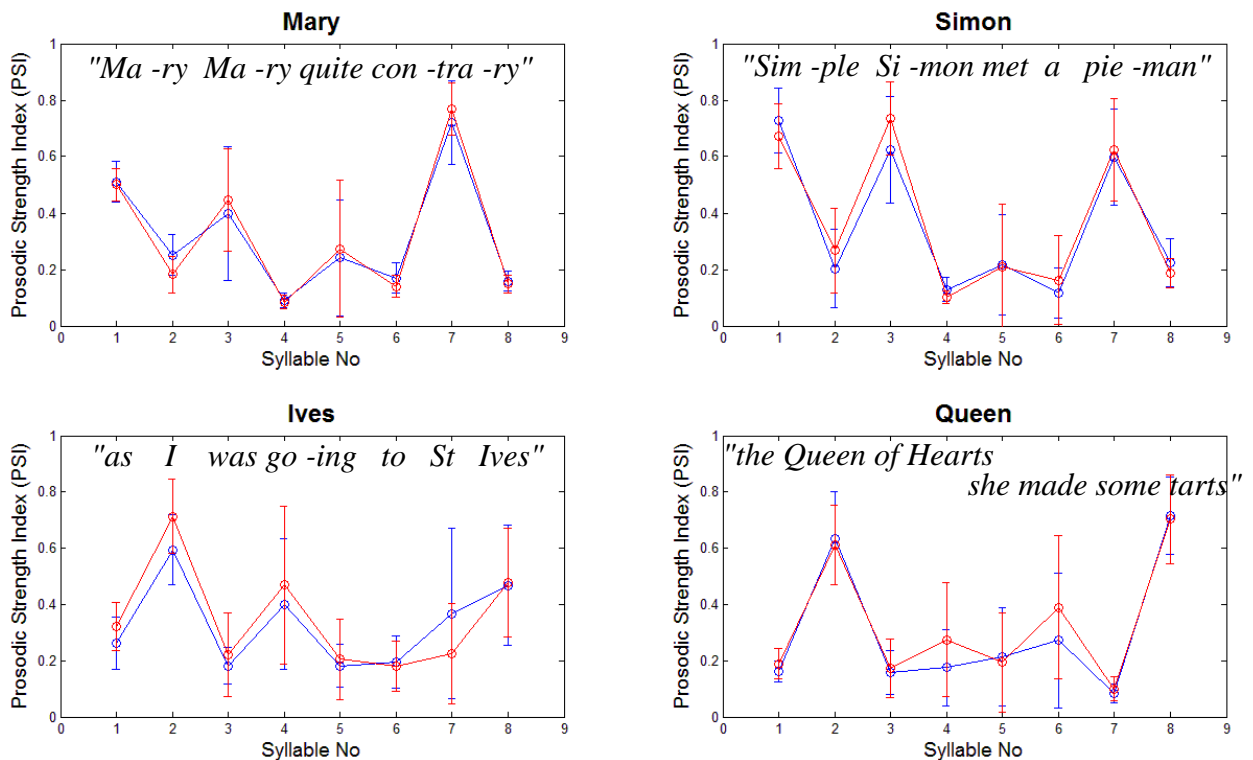 Mary
"Ma -ry Ma -ry quite con -tra -ry"
Prosodic Strength Index (PSI)
1
0.8
0.6
0.4
0.2
0
0 1 2 3 4 5 6 7 8 9
Syllable No
Simon
"Sim -ple Si -mon met a pie -man"
Prosodic Strength Index (PSI)
1
0.8
0.6
0.4
0.2
0
0 1 2 3 4 5 6 7 8 9
Syllable No
Ives
"as I was go -ing to St Ives"
Prosodic Strength Index (PSI)
1
0.8
0.6
0.4
0.2
0
0 1 2 3 4 5 6 7 8 9
Syllable No
Queen
"the Queen of Hearts
she made some tarts"
Prosodic Strength Index (PSI)
1
0.8
0.6
0.4
0.2
0
0 1 2 3 4 5 6 7 8 9
Syllable No